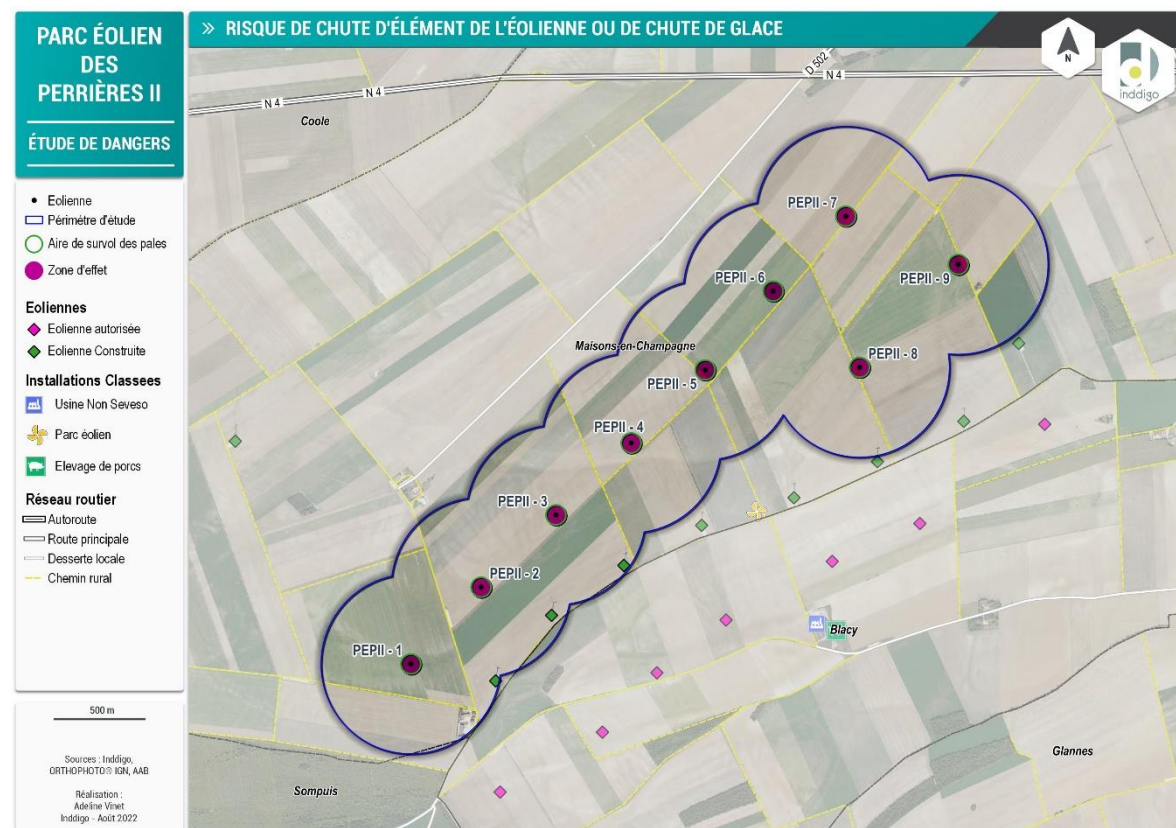 PARC ÉOLIEN
DES
PERRIÈRES II
ÉTUDE DE DANGERS
» RISQUE DE CHUTE D'ÉLÉMENT DE L'ÉOLIENNE OU DE CHUTE DE GLACE
N
inddigo
Eolienne
Périmètre d'étude
Aire de survol des pales
Zone d'effet
Eoliennes
Eolienne autorisée
Eolienne Construite
Installations Classees
Usine Non Seveso
Parc éolien
Elevage de porcs
Réseau routier
Autoroute
Route principale
Desserte locale
Chemin rural
500 m
Sources : Inddigo,
ORTHOPHOTO® IGN, AAB
Réalisation :
Adeline Vinet
Inddigo - Août 2022
D 502
N 4
N 4
N 4
Coole
PEPII - 7
PEPII - 9
PEPII - 6
Maisons-en-Champagne
PEPII - 8
PEPII - 5
PEPII - 4
PEPII - 3
PEPII - 2
Blacy
PEPII - 1
Glannes
Sompuis